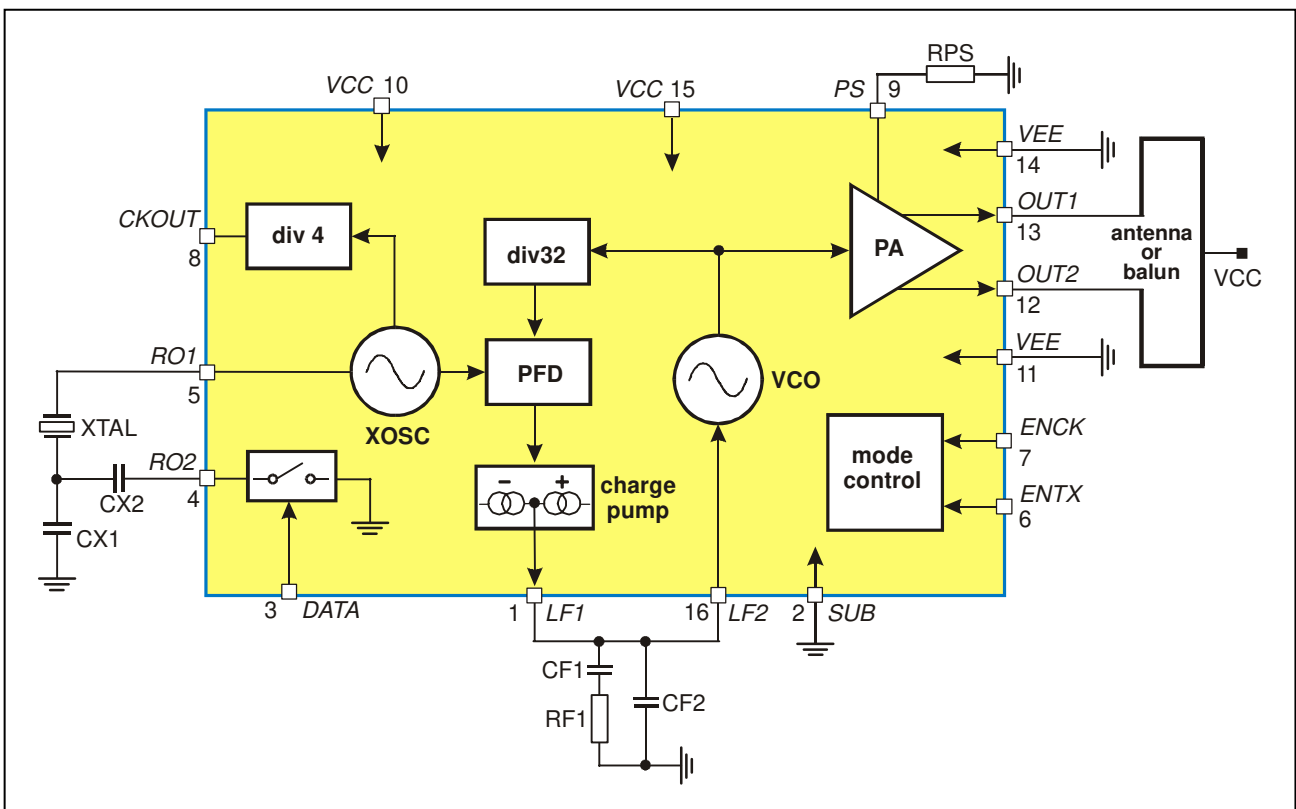 RPS
VCC 10
VCC 15
PS 9
VEE
14
CKOUT
8
div 4
div32
PA
OUT1
13
antenna
or
balun
VCC
OUT2
12
RO1
5
XOSC
PFD
VCO
VEE
11
XTAL
RO2
4
CX2
CX1
- +
charge
pump
mode
control
ENCK
7
ENTX
6
3 DATA
1 LF1
16 LF2
2 SUB
CF1
RF1
CF2